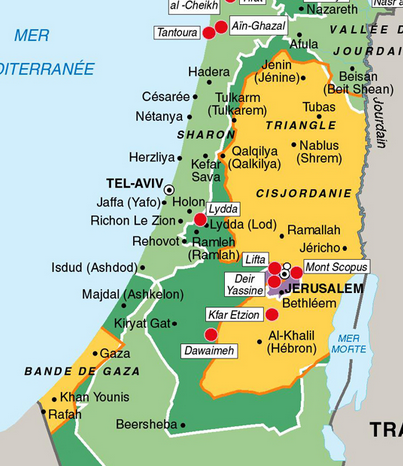 al-Cheikh
Nazareth
MER
DITERRANÉE
Tantoura
Aïn-Ghazal
VALLÉE D
JOURDAI
Afula
Hadera
Jenin
(Jénine)
Beisan
(Beit Shean)
Césarée
Tulkarm
(Tulkarem)
Tubas
Jourdain
Nétanya
SHARON
TRIANGLE
Herzliya
Qalqilya
(Qalkilya)
Nablus
(Shrem)
Kefar
Sava
TEL-AVIV
CISJORDANIE
Jaffa (Yafo)
Holon
Lydda
Richon Le Zion
Lydda (Lod)
Ramallah
Rehovot
Ramleh
(Ramlah)
Jéricho
Lifta
Isdud (Ashdod)
Mont Scopus
Deir
Yassine
JERUSALEM
Majdal (Ashkelon)
Bethléem
Kfar Etzion
Kiryat Gat
Al-Khalil
(Hébron)
MER
MORTE
Dawaimeh
Gaza
BANDE DE GAZA
Khan Younis
Rafah
Beersheba
TRA